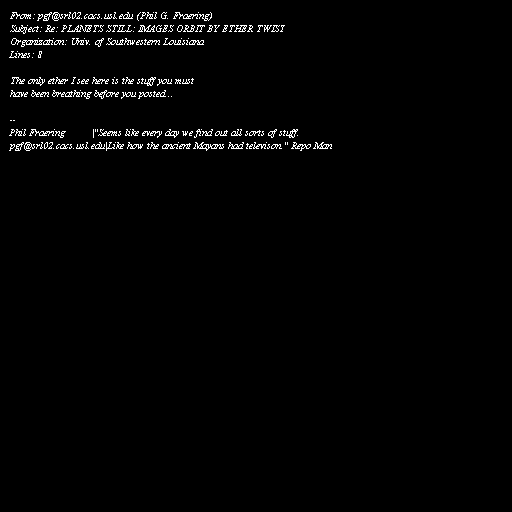 From: pgf@srl02.cacs.usl.edu (Phil G. Fraering)
Subject: Re: PLANETS STILL: IMAGES ORBIT BY ETHER TWIST
Organization: Univ. of Southwestern Louisiana
Lines: 8

The only ether I see here is the stuff you must
have been breathing before you posted...

--
Phil Fraering |"Seems like every day we find out all sorts of stuff.
pgf@srl02.cacs.usl.edu|Like how the ancient Mayans had televison." Repo Man